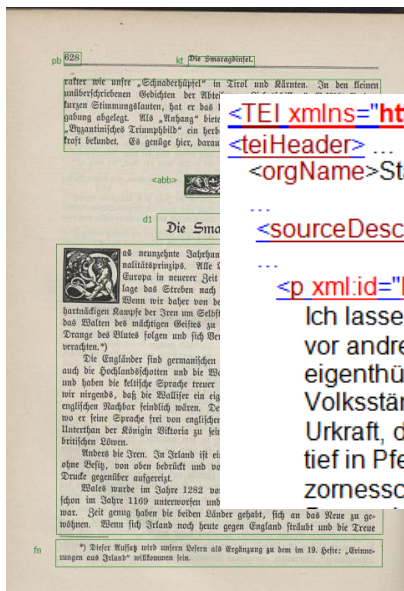 pb 628 kt Die Smaragdinsel.
rakter wie unsre „Schnaderhüpfel“ in Tirol und Kärnten. In den kleinen
unüberschriebenen Gedichten der
kurzen Stimmungslauten, hat er das
gabung abgelegt. Als „Anhang“ biete
„Byzantinisches Triumphbild“ ein
kroft bekundet. Es genüge hier, darau
<TEI xmlns="ht
<teiHeader> ...
<orgName>Sta
...
<sourceDesc
...
<p xml:id="
Ich lasse
vor andre
eigenthü
Volksstä
Urkraft, d
tief in Pfe
zornessc
<abb>
d1 Die Sma
as neunzehnte Jahrhun
nalitätsprinzips. Alle
Europa in neuerer Zeit
lage das Streben nach
Wenn wir daher von de
hartnäckigen Kampfe der Iren um Selbst
das Walten des mächtigen Geistes zu
Drange des Blutes folgen und sich
verachten.*)
Die Engländer sind germanischen
auch die Hochlandsschotten und die
und haben die keltische Sprache treuer
wir nirgends, daß die Walliser ein eig
englischen Nachbar feindlich wären. De
wo er seine Sprache frei von englischer
Unterthan der Königin Viktoria zu sein
britischen Löwen.
Anders die Iren. In Irland ist ei
ohne Besitz, von oben bedrückt und vo
Drucke gegenüber aufgereizt.
Wales wurde im Jahre 1282 vo
schon im Jahre 1169 unterworfen und
war. Zeit genug haben die beiden Länder gehabt, sich an das Neue zu ge-
wöhnen. Wenn sich Irland noch heute gegen England sträubt und die Treue
fn *) Dieser Aufsatz wird unsern Lesern als Ergänzung zu dem im 19. Hefte: „Erinne-
rungen aus Irland“ willkommen sein.